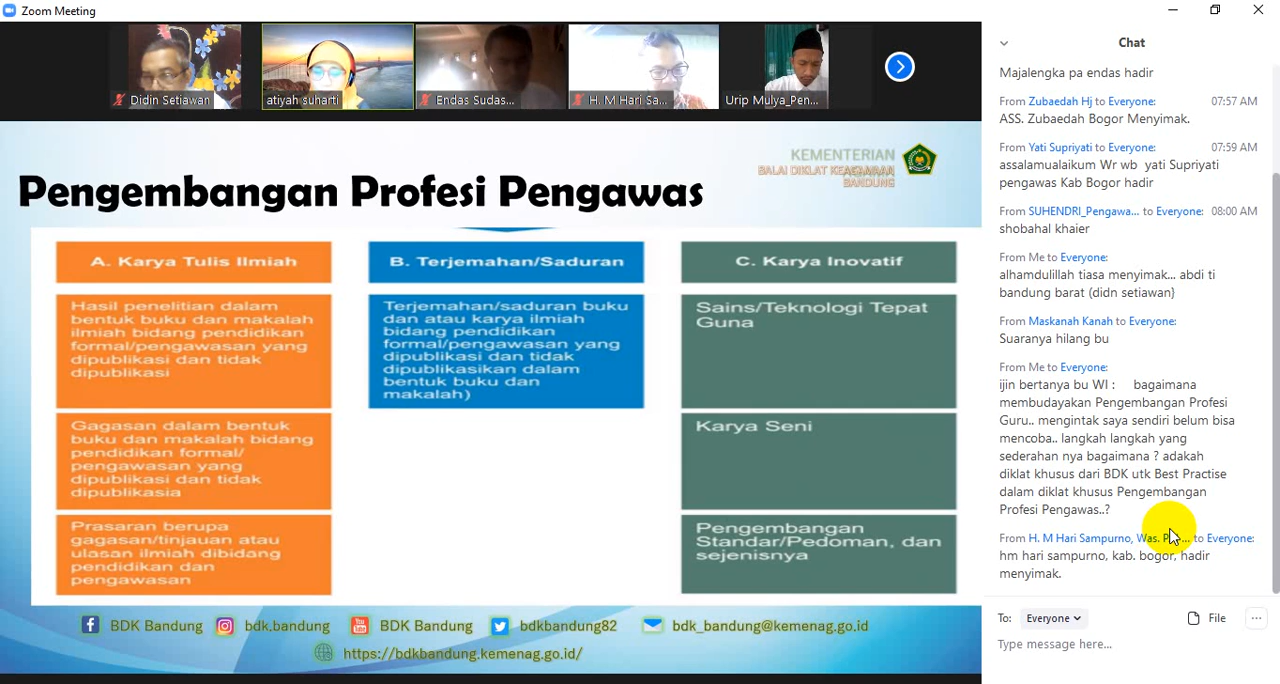 Zoom Meeting
Didin Setiawan
atiyah suharti
Endas Sudas...
H. M Hari Sa...
Urip Mulya_Pen...
KEMENTERIAN
BALAI DIKLAT KEAGAMAAN
BANDUNG
Pengembangan Profesi Pengawas
A. Karya Tulis Ilmiah
Hasil penelitian dalam
bentuk buku dan makalah
ilmiah bidang pendidikan
formal/pengawasan yang
dipublikasi dan tidak
dipublikasi
Gagasan dalam bentuk
buku dan makalah bidang
pendidikan formal/
pengawasan yang
dipublikasi dan tidak
dipublikasia
Prasaran berupa
gagasan/tinjauan atau
ulasan ilmiah dibidang
pendidikan dan
pengawasan
B. Terjemahan/Saduran
Terjemahan/saduran buku
dam atau karya ilmiah
bidang pendidikan
formal/pengawasan yang
dipublikasi dan tidak
dipublikasikan dalam
bentuk buku dan
makalah)
C. Karya Inovatif
Sains/Teknologi Tepat
Guna
Karya Seni
Pengembangan
Standar/Pedoman, dan
sejenisnya
BDK Bandung
bdk.bandung
BDK Bandung
bdkbandung82
bdk_bandung@kemenag.go.id
https://bdkbandung.kemenag.go.id/
Chat
Majalengka pa endas hadir
From Zubaedah Hj to Everyone: 07:57 AM
ASS. Zubaedah Bogor Menyimak.
From Yati Supriyati to Everyone: 07:59 AM
assalamualaikum Wr wb yati Supriyati
pengawas Kab Bogor hadir
From SUHENDRI_Pengawa... to Everyone: 08:00 AM
shobahal khaier
From Me to Everyone:
alhamdulillah tiasa menyimak... abdi ti
bandung barat (didn setiawan}
From Maskanah Kanah to Everyone:
Suaranya hilang bu
From Me to Everyone:
ijin bertanya bu WI : bagaimana
membudayakan Pengembangan Profesi
Guru.. mengintak saya sendiri belum bisa
mencoba.. langkah langkah yang
sederahan nya bagaimana ? adakah
diklat khusus dari BDK utk Best Practise
dalam diklat khusus Pengembangan
Profesi Pengawas..?
From H. M Hari Sampurno, Was. P... to Everyone:
hm hari sampurno, kab. bogor, hadir
menyimak.
To: Everyone
File
Type message here...